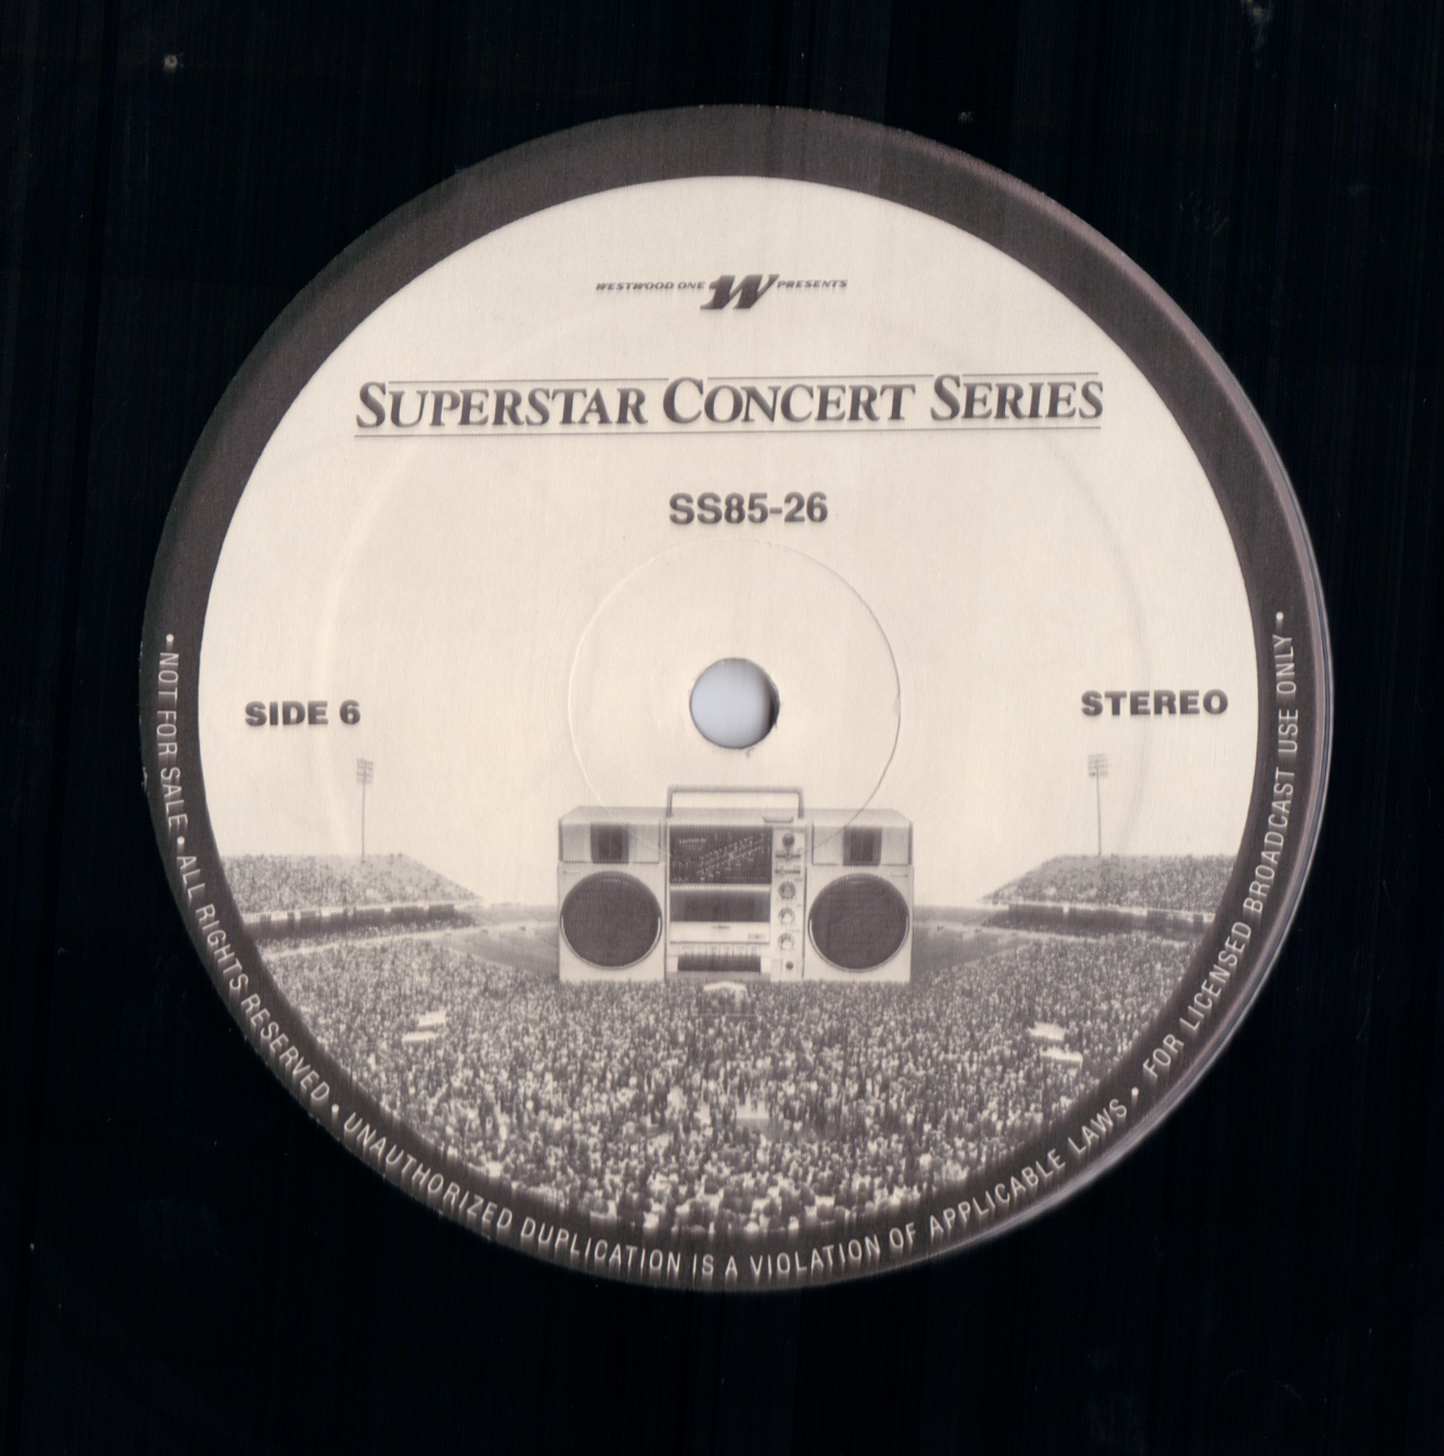 WESTWOOD ONE W PRESENTS
SUPERSTAR CONCERT SERIES
SS85-26
SIDE 6
STEREO
• NOT FOR SALE • ALL RIGHTS RESERVED • UNAUTHORIZED DUPLICATION IS A VIOLATION OF APPLICABLE LAWS • FOR LICENSED BROADCAST USE ONLY •